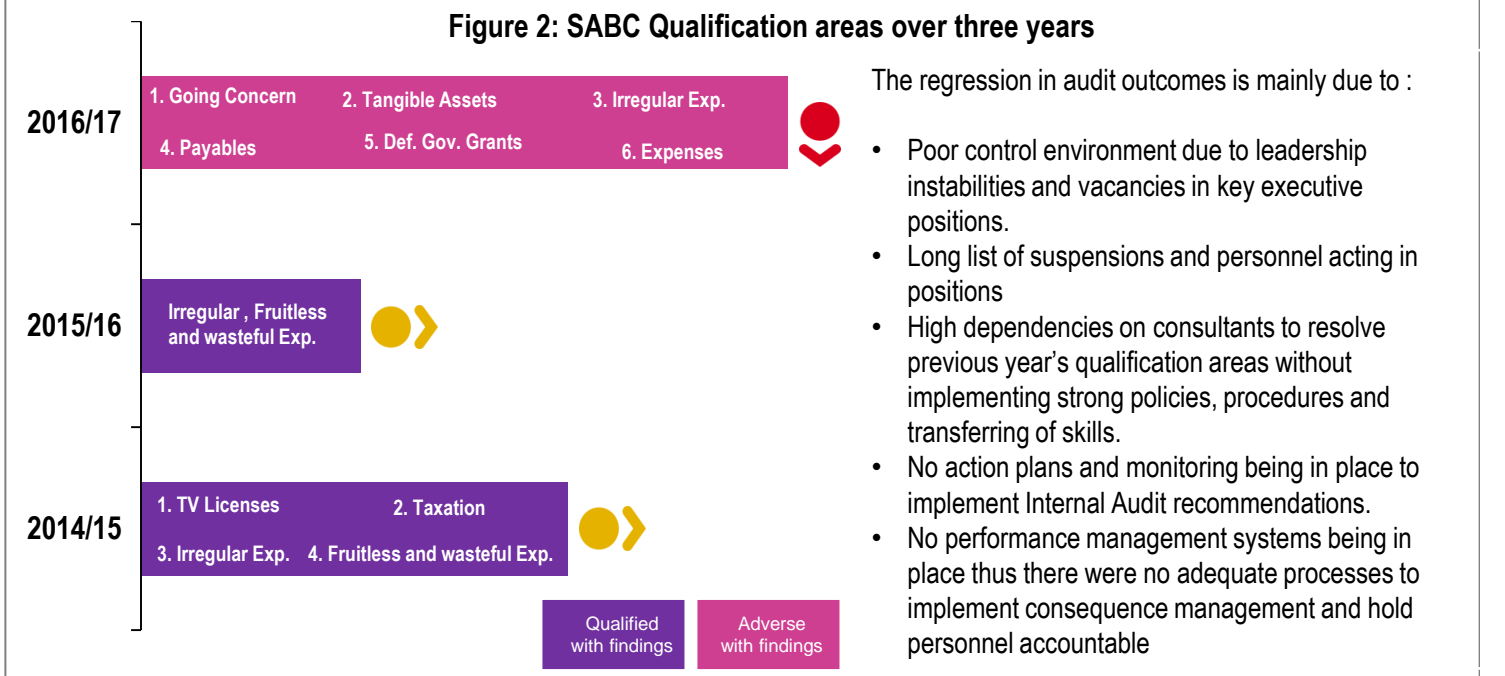 Figure 2: SABC Qualification areas over three years
2016/17
1. Going Concern
2. Tangible Assets
3. Irregular Exp.
4. Payables
5. Def. Gov. Grants
6. Expenses
2015/16
Irregular , Fruitless
and wasteful Exp.
2014/15
1. TV Licenses
2. Taxation
3. Irregular Exp.
4. Fruitless and wasteful Exp.
Qualified
with findings
Adverse
with findings
The regression in audit outcomes is mainly due to :
• Poor control environment due to leadership
instabilities and vacancies in key executive
positions.
• Long list of suspensions and personnel acting in
positions
• High dependencies on consultants to resolve
previous year’s qualification areas without
implementing strong policies, procedures and
transferring of skills.
• No action plans and monitoring being in place to
implement Internal Audit recommendations.
• No performance management systems being in
place thus there were no adequate processes to
implement consequence management and hold
personnel accountable